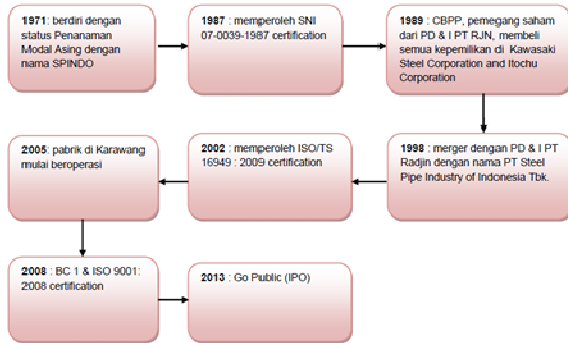 1971: berdiri dengan
status Penanaman
Modal Asing dengan
nama SPINDO
1987 : memperoleh SNI
07-0039-1987 certification
1989 : CBPP, pemegang saham
dari PD & I PT RJN, membeli
semua kepemilikan di Kawasaki
Steel Corporation and Itochu
Corporation
1998 : merger dengan PD & I PT
Radjin dengan nama PT Steel
Pipe Industry of Indonesia Tbk.
2002 : memperoleh ISO/TS
16949 : 2009 certification
2005: pabrik di Karawang
mulai beroperasi
2008 : BC 1 & ISO 9001:
2008 certification
2013 : Go Public (IPO)